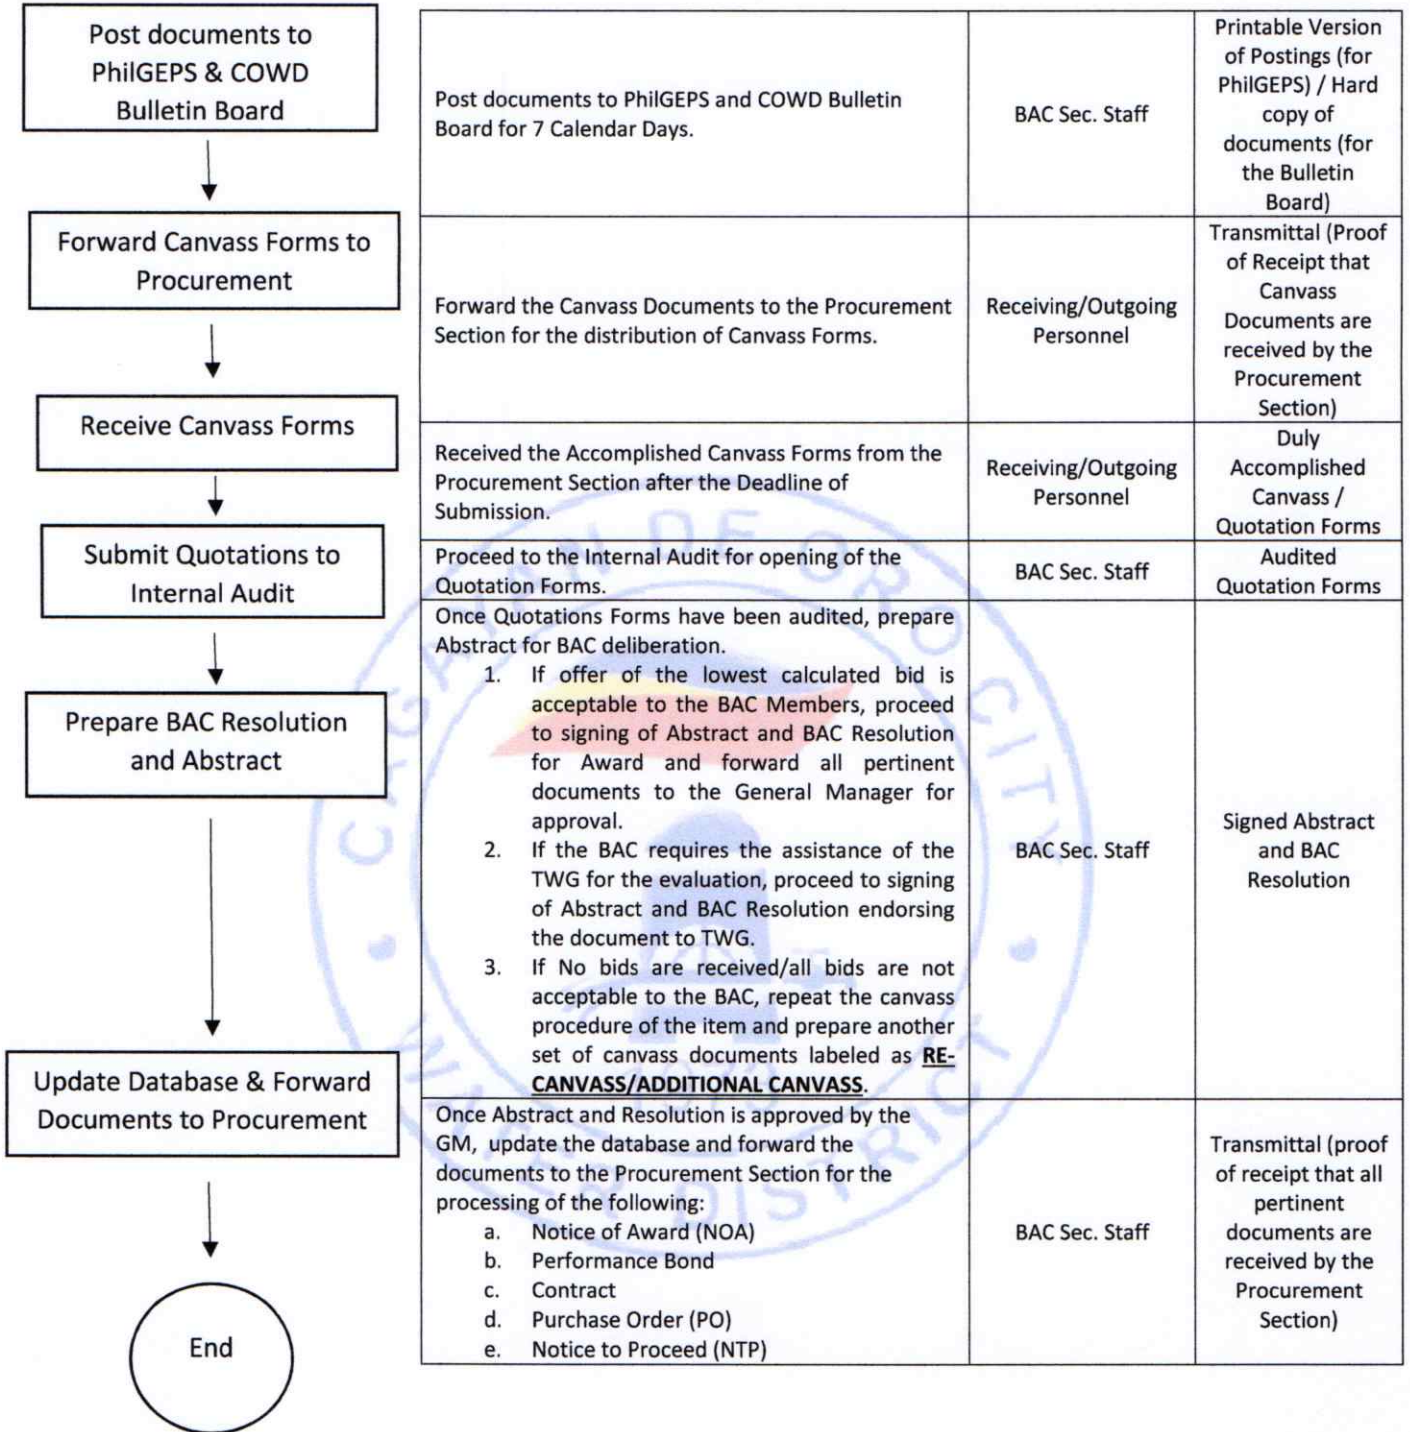 Post documents to
PhilGEPS & COWD
Bulletin Board
Forward Canvass Forms to
Procurement
Receive Canvass Forms
Submit Quotations to
Internal Audit
Prepare BAC Resolution
and Abstract
Update Database & Forward
Documents to Procurement
End
Post documents to PhilGEPS and COWD Bulletin
Board for 7 Calendar Days.
BAC Sec. Staff
Printable Version
of Postings (for
PhilGEPS) / Hard
copy of
documents (for
the Bulletin
Board)
Forward the Canvass Documents to the Procurement
Section for the distribution of Canvass Forms.
Receiving/Outgoing
Personnel
Transmittal (Proof
of Receipt that
Canvass
Documents are
received by the
Procurement
Section)
Received the Accomplished Canvass Forms from the
Procurement Section after the Deadline of
Submission.
Receiving/Outgoing
Personnel
Duly
Accomplished
Canvass /
Quotation Forms
Proceed to the Internal Audit for opening of the
Quotation Forms.
BAC Sec. Staff
Audited
Quotation Forms
Once Quotations Forms have been audited, prepare
Abstract for BAC deliberation.
1. If offer of the lowest calculated bid is
acceptable to the BAC Members, proceed
to signing of Abstract and BAC Resolution
for Award and forward all pertinent
documents to the General Manager for
approval.
2. If the BAC requires the assistance of the
TWG for the evaluation, proceed to signing
of Abstract and BAC Resolution endorsing
the document to TWG.
3. If No bids are received/all bids are not
acceptable to the BAC, repeat the canvass
procedure of the item and prepare another
set of canvass documents labeled as RE-
CANVASS/ADDITIONAL CANVASS.
BAC Sec. Staff
Signed Abstract
and BAC
Resolution
Once Abstract and Resolution is approved by the
GM, update the database and forward the
documents to the Procurement Section for the
processing of the following:
a. Notice of Award (NOA)
b. Performance Bond
c. Contract
d. Purchase Order (PO)
e. Notice to Proceed (NTP)
BAC Sec. Staff
Transmittal (proof
of receipt that all
pertinent
documents are
received by the
Procurement
Section)
CAGAYAN DE ORO CITY
WATER DISTRICT